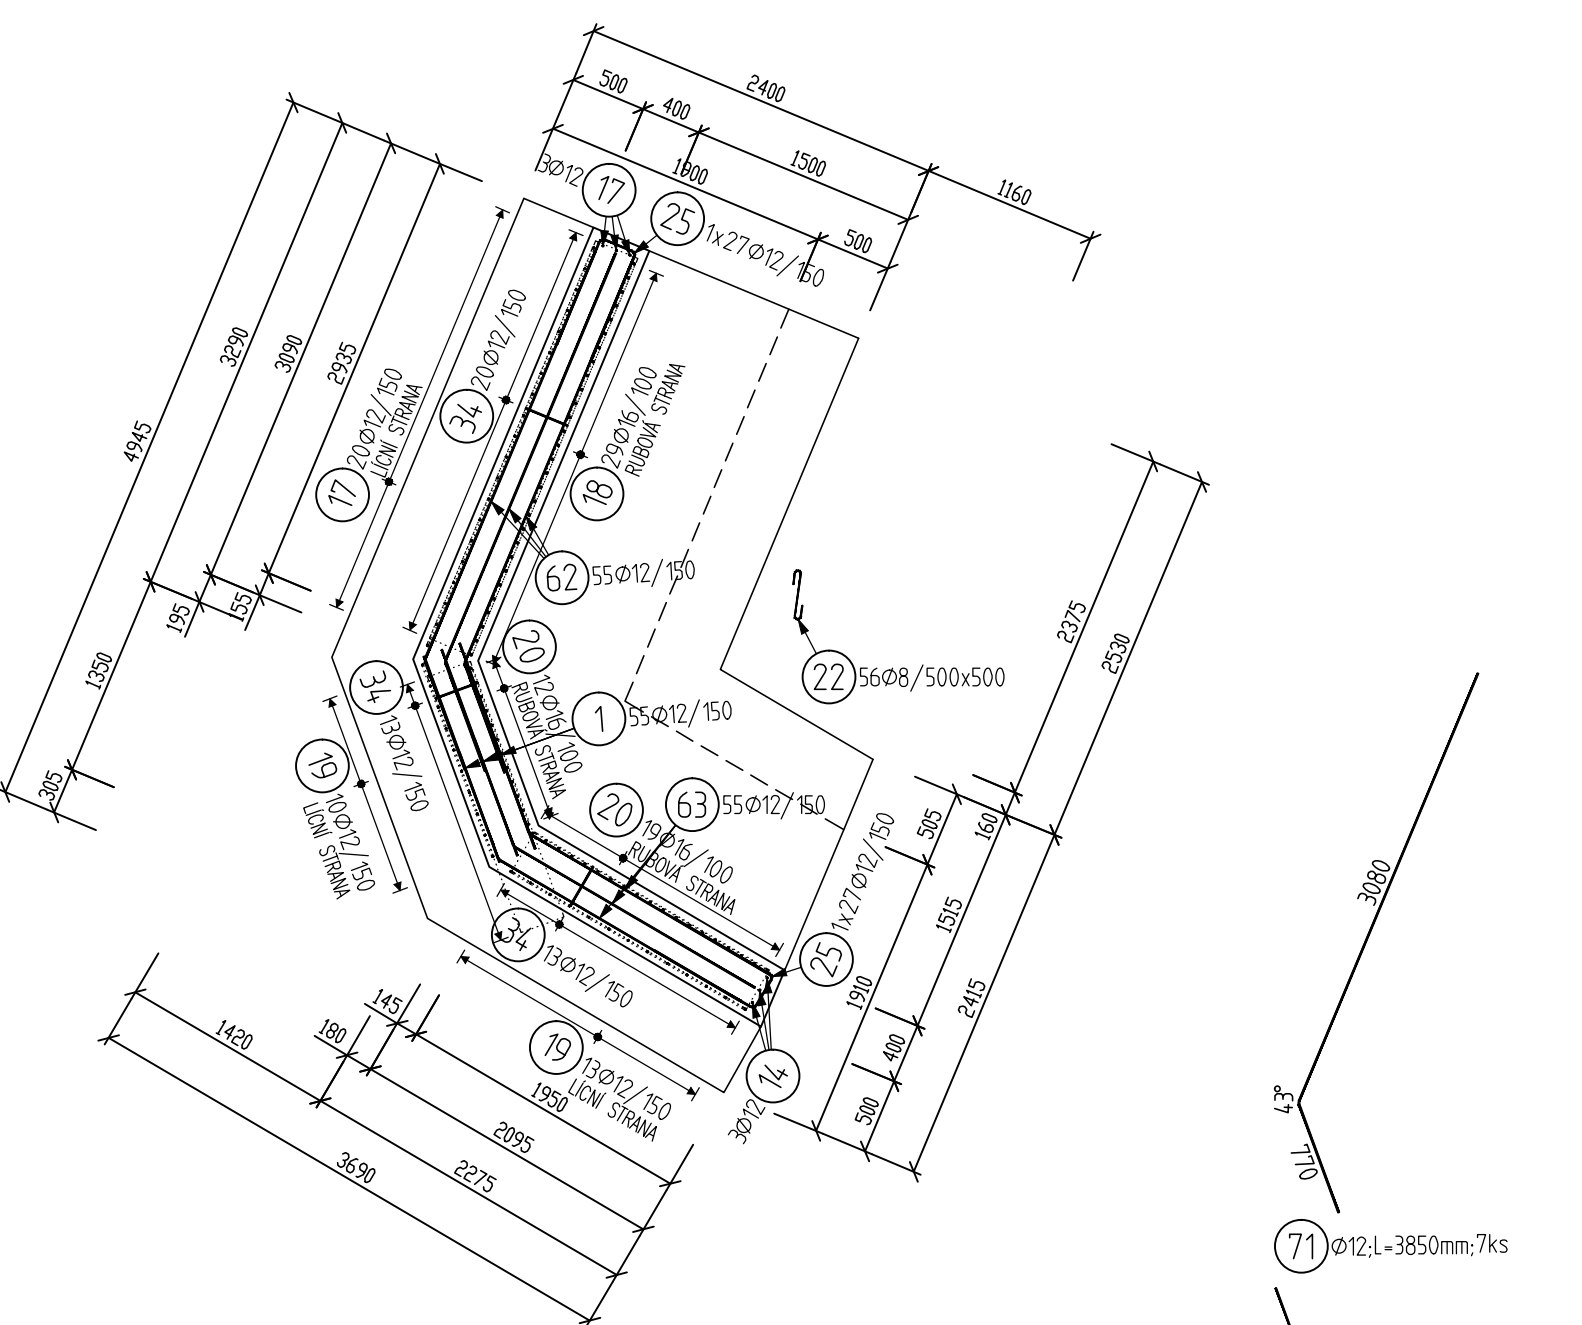 2400
500
400
1500
1900
1160
500
3Ø12
17
25
1x27Ø12/150
4945
3290
3090
2935
195
155
1350
305
17
20Ø12/150
LÍCNÍ STRANA
34
20Ø12/150
18
29Ø16/100
RUBOVÁ STRANA
62
55Ø12/150
22
56Ø8/500x500
20
12Ø16/100
RUBOVÁ STRANA
34
13Ø12/150
1
55Ø12/150
19
10Ø12/150
LÍCNÍ STRANA
63
55Ø12/150
20
19Ø16/100
RUBOVÁ STRANA
34
13Ø12/150
25
1x27Ø12/150
19
13Ø12/150
LÍCNÍ STRANA
14
3Ø12
2375
2530
505
160
1515
1910
400
2415
500
145
180
1420
1950
2095
2275
3690
3080
43°
770
71
Ø12;L=3850mm;7ks